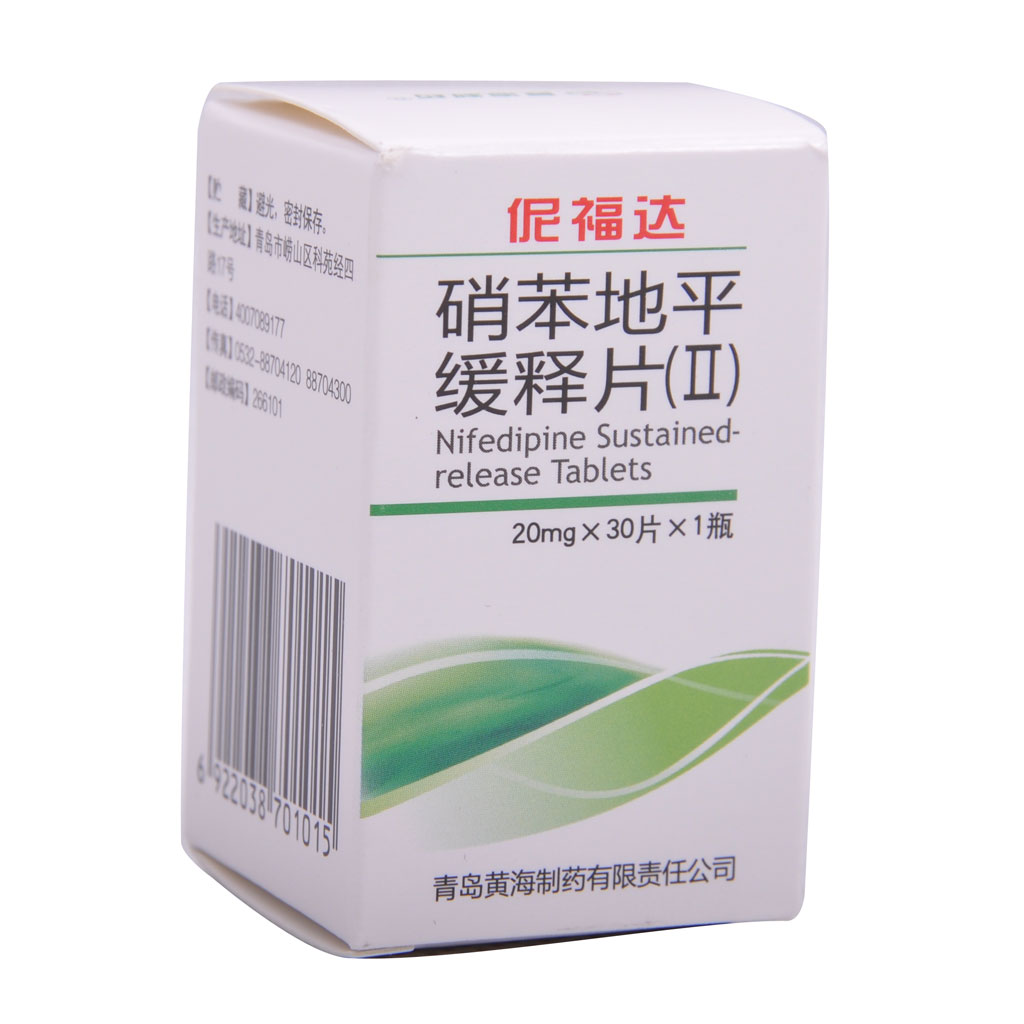 伲福达
硝苯地平
缓释片(Ⅱ)
Nifedipine Sustained-
release Tablets
20mg×30片×1瓶
青岛黄海制药有限责任公司
【贮 藏】避光，密封保存。
【生产地址】青岛市崂山区科苑经四
路17号
【电话】4007089177
【传真】0532-88704120 88704300
【邮政编码】266101
6 922038 701015